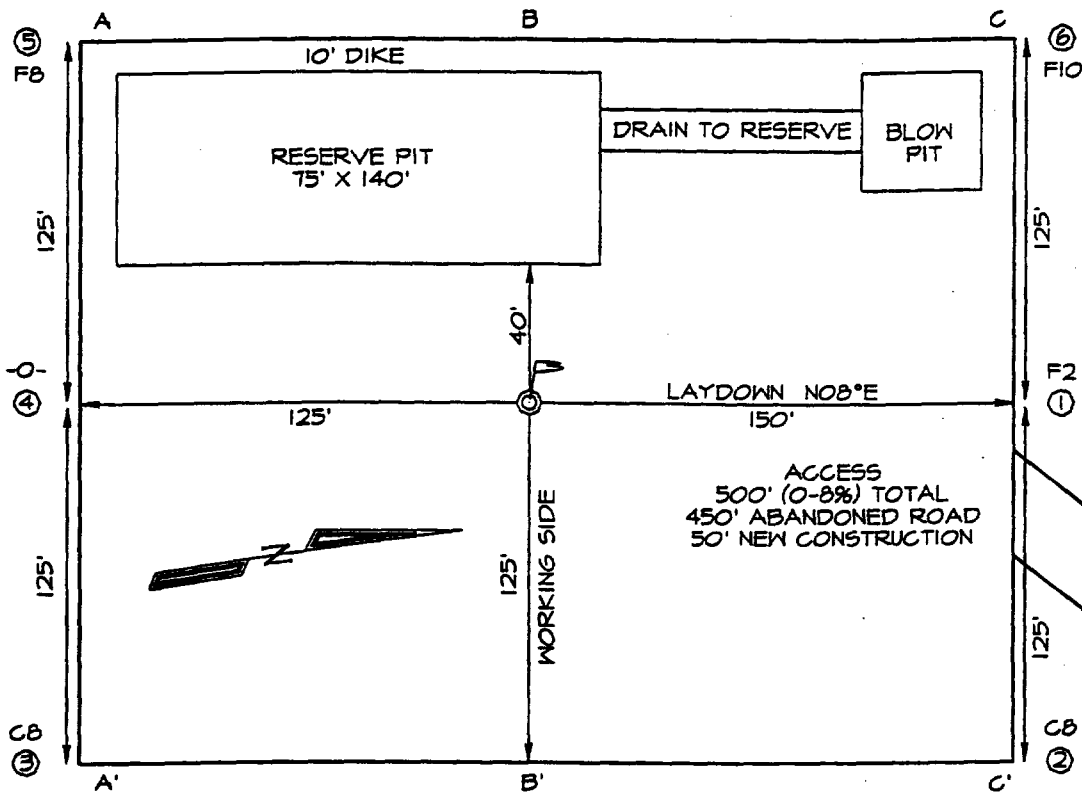 A B C
⑤ ⑥
F8 10' DIKE F10
DRAIN TO RESERVE BLOW
PIT
RESERVE PIT
75' X 140'
125' 125'
40'
-0- F2
④ LAYDOWN N08°E ①
125' 150'
ACCESS
500' (0-8%) TOTAL
450' ABANDONED ROAD
50' NEW CONSTRUCTION
N
125' 125' WORKING SIDE 125'
C8 C8
③ ②
A' B' C'